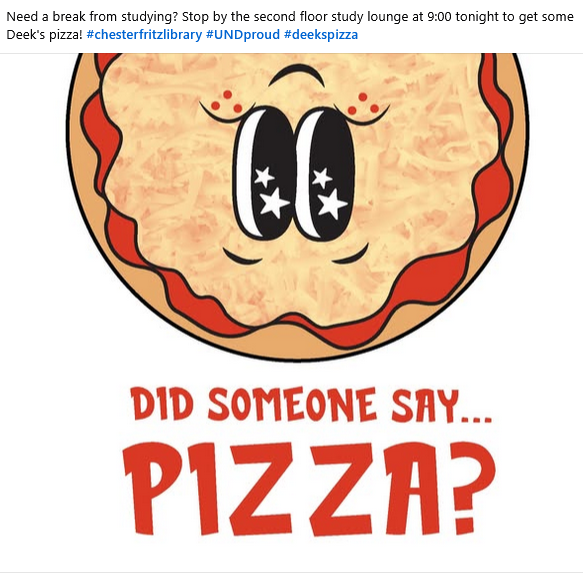 Need a break from studying? Stop by the second floor study lounge at 9:00 tonight to get some
Deek's pizza! #chesterfritzlibrary #UNDproud #deekspizza
DID SOMEONE SAY...
PIZZA?